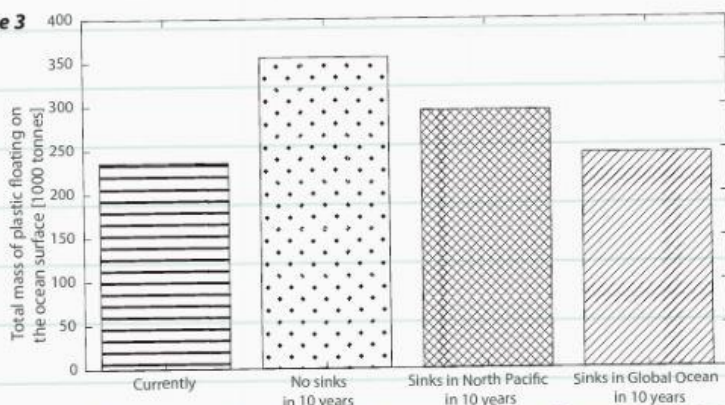 e 3
Total mass of plastic floating on
the ocean surface [1000 tonnes]
400
350
300
250
200
150
100
50
0
Currently
No sinks
in 10 years
Sinks in North Pacific
in 10 years
Sinks in Global Ocean
in 10 years